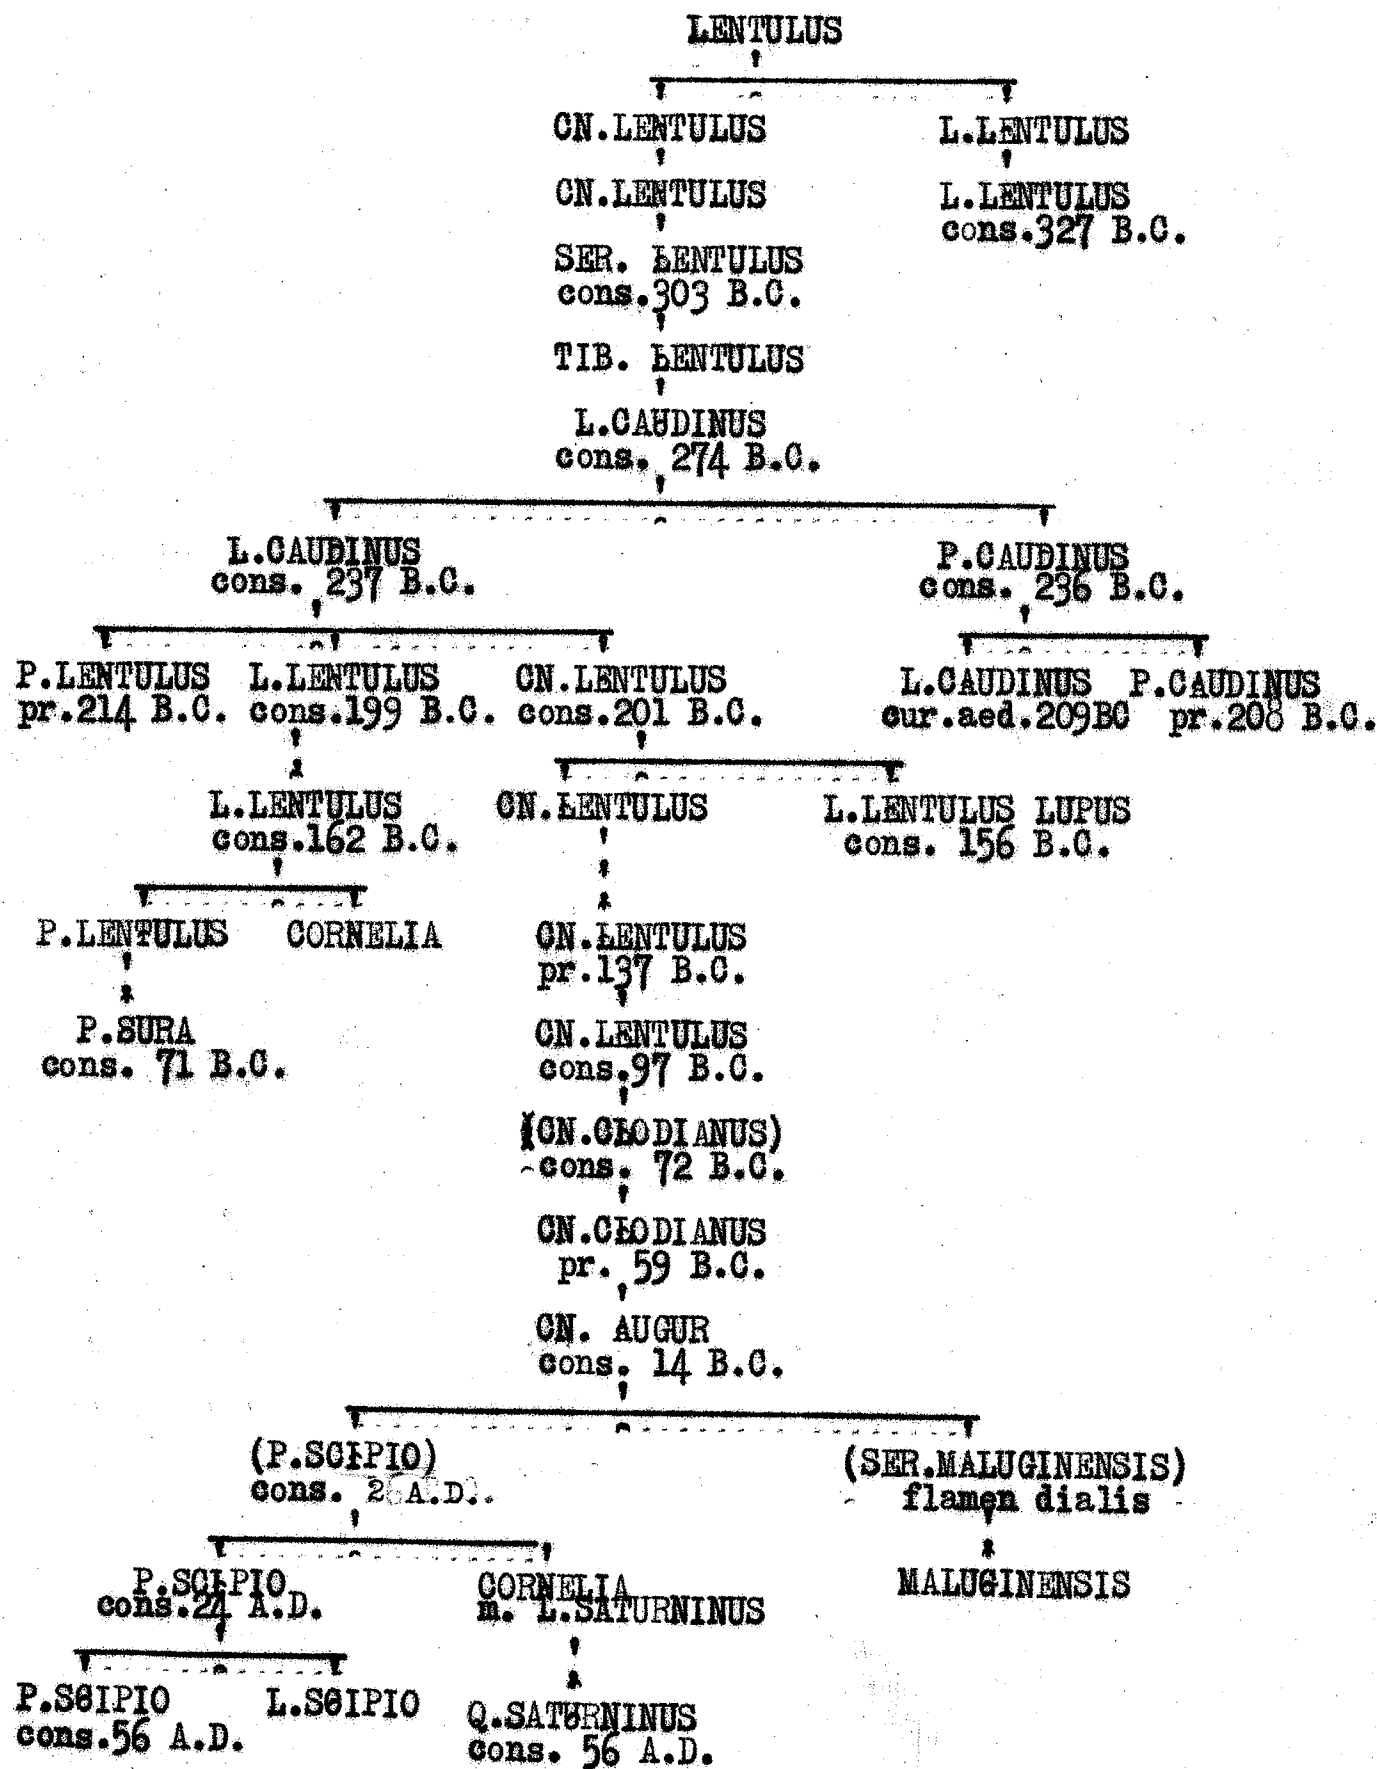 LENTULUS
CN.LENTULUS L.LENTULUS
CN.LENTULUS L.LENTULUS
cons.327 B.C.
SER. LENTULUS
cons.303 B.C.
TIB. LENTULUS
L.CAUDINUS
cons. 274 B.C.
L.CAUDINUS P.CAUDINUS
cons. 237 B.C. cons. 236 B.C.
P.LENTULUS L.LENTULUS CN.LENTULUS L.CAUDINUS P.CAUDINUS
pr.214 B.C. cons.199 B.C. cons.201 B.C. cur.aed.209BC pr.208 B.C.
L.LENTULUS CN.LENTULUS L.LENTULUS LUPUS
cons.162 B.C. cons. 156 B.C.
P.LENTULUS CORNELIA CN.LENTULUS
pr.137 B.C.
P.SURA CN.LENTULUS
cons. 71 B.C. cons.97 B.C.
(CN.CLODIANUS)
cons. 72 B.C.
CN.CLODIANUS
pr. 59 B.C.
CN. AUGUR
cons. 14 B.C.
(P.SCIPIO) (SER.MALUGINENSIS)
cons. A.D. flamen dialis
P.SCIPIO CORNELIA MALUGINENSIS
cons.24 A.D. m. L.SATURNINUS
P.SCIPIO L.SCIPIO Q.SATURNINUS
cons.56 A.D. cons. 56 A.D.